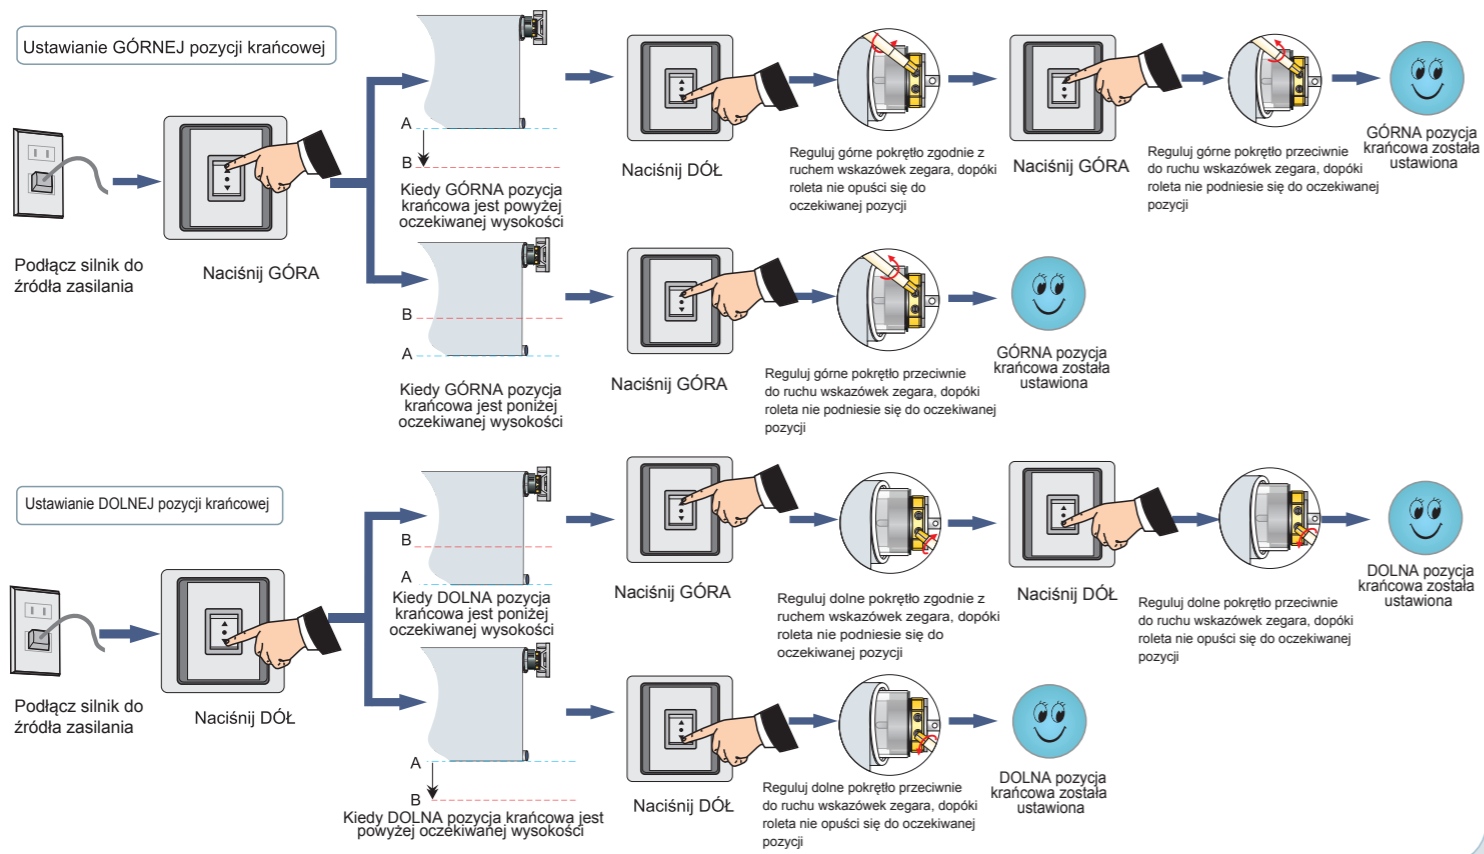 Ustawianie GÓRNEJ pozycji krańcowej
Podłącz silnik do
źródła zasilania
Naciśnij GÓRA
A
B
Kiedy GÓRNA pozycja
krańcowa jest powyżej
oczekiwanej wysokości
Naciśnij DÓŁ
Reguluj górne pokrętło zgodnie z
ruchem wskazówek zegara, dopóki
roleta nie opuści się do
oczekiwanej pozycji
Naciśnij GÓRA
Reguluj górne pokrętło przeciwnie
do ruchu wskazówek zegara, dopóki
roleta nie podniesie się do oczekiwanej
pozycji
GÓRNA pozycja
krańcowa została
ustawiona
B
A
Kiedy GÓRNA pozycja
krańcowa jest poniżej
oczekiwanej wysokości
Naciśnij GÓRA
Reguluj górne pokrętło przeciwnie
do ruchu wskazówek zegara, dopóki
roleta nie podniesie się do oczekiwanej
pozycji
GÓRNA pozycja
krańcowa została
ustawiona
Ustawianie DOLNEJ pozycji krańcowej
Podłącz silnik do
źródła zasilania
Naciśnij DÓŁ
B
A
Kiedy DOLNA pozycja
krańcowa jest poniżej
oczekiwanej wysokości
Naciśnij GÓRA
Reguluj dolne pokrętło zgodnie z
ruchem wskazówek zegara, dopóki
roleta nie podniesie się do
oczekiwanej pozycji
Naciśnij DÓŁ
Reguluj dolne pokrętło przeciwnie
do ruchu wskazówek zegara, dopóki
roleta nie opuści się do oczekiwanej
pozycji
DOLNA pozycja
krańcowa została
ustawiona
A
B
Kiedy DOLNA pozycja krańcowa jest
powyżej oczekiwanej wysokości
Naciśnij DÓŁ
Reguluj dolne pokrętło przeciwnie
do ruchu wskazówek zegara, dopóki
roleta nie opuści się do oczekiwanej
pozycji
DOLNA pozycja
krańcowa została
ustawiona